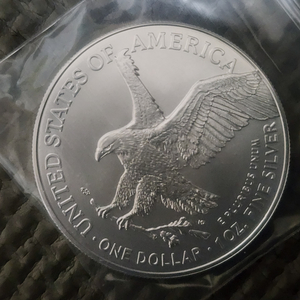 UNITED STATES OF AMERICA
E PLURIBUS UNUM
· ONE DOLLAR · 1 OZ. FINE SILVER